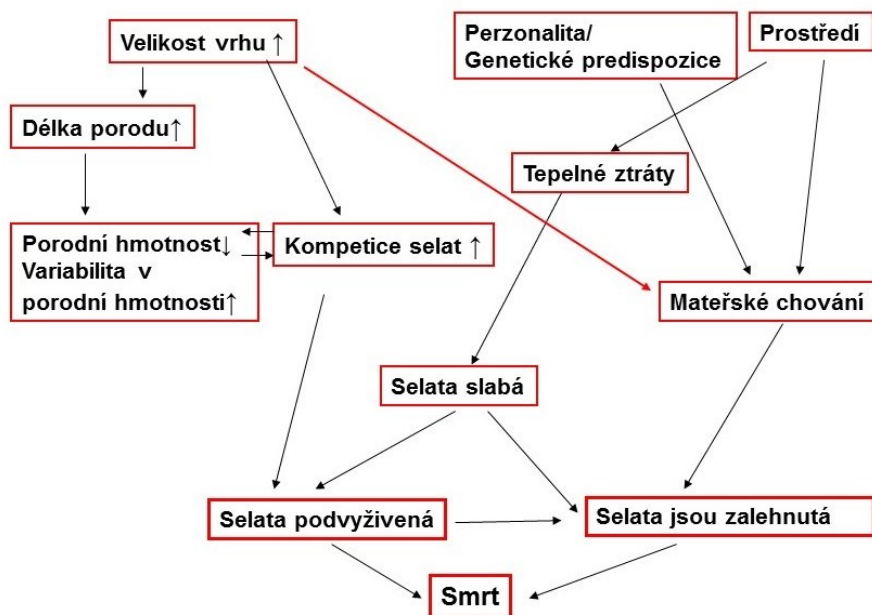 Velikost vrhu ↑
Perzonalita/
Genetické predispozice
Prostředí
Délka porodu↑
Tepelné ztráty
Porodní hmotnost↓
Variabilita v
porodní hmotnosti↑
Kompetice selat ↑
Mateřské chování
Selata slabá
Selata podvyživená
Selata jsou zalehnutá
Smrt